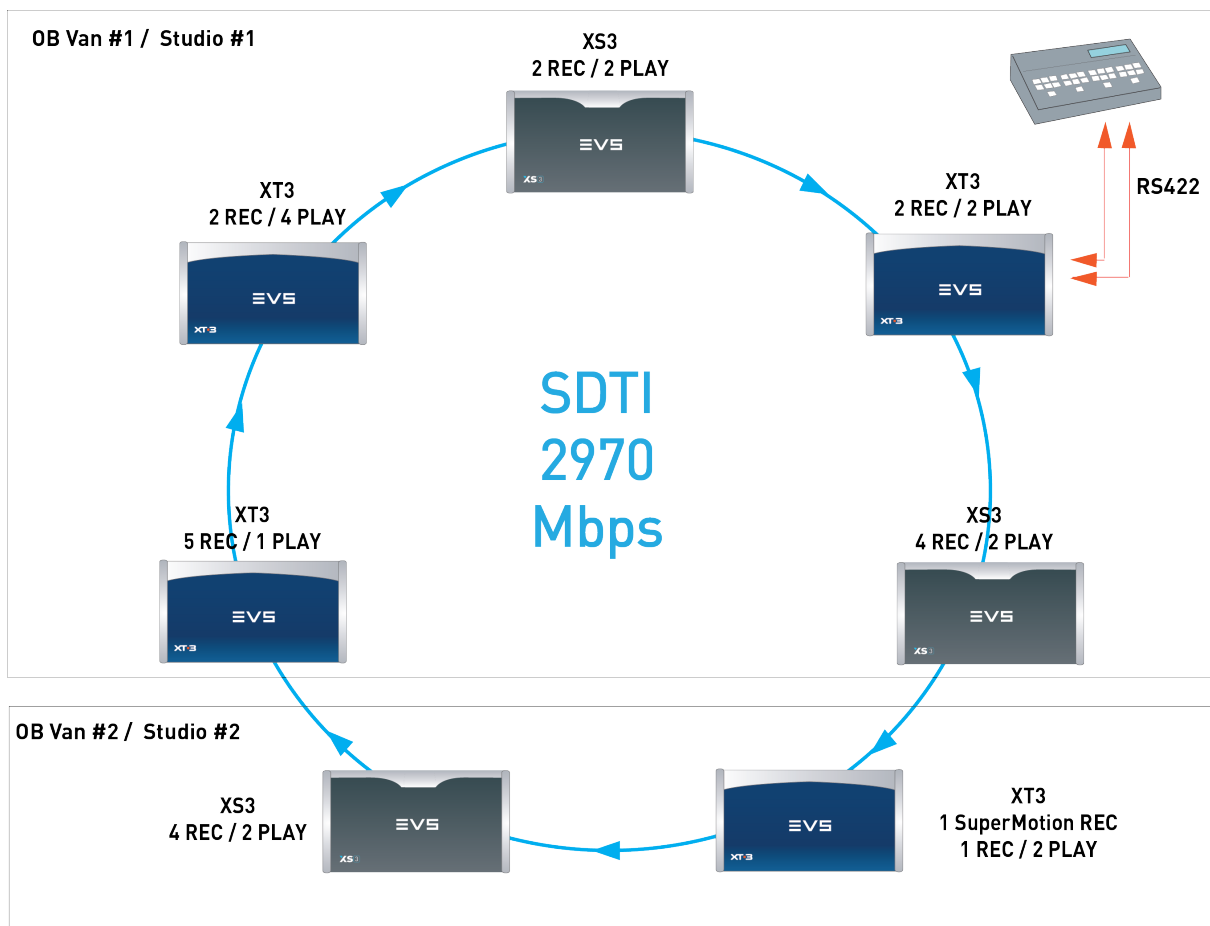 OB Van #1 / Studio #1
XS3
2 REC / 2 PLAY
EVS
XS3
XT3
2 REC / 4 PLAY
EVS
XT3
XT3
2 REC / 2 PLAY
EVS
XT3
RS422
SDTI
2970
Mbps
XT3
5 REC / 1 PLAY
EVS
XT3
XS3
4 REC / 2 PLAY
EVS
XS3
OB Van #2 / Studio #2
XS3
4 REC / 2 PLAY
EVS
XS3
EVS
XT3
XT3
1 SuperMotion REC
1 REC / 2 PLAY